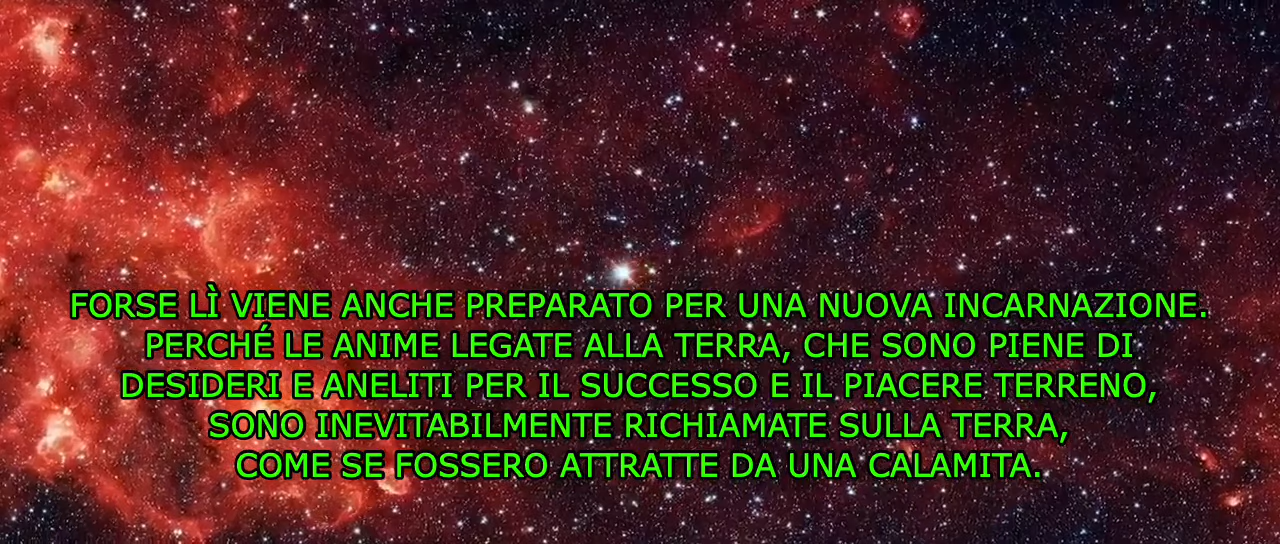 FORSE LÌ VIENE ANCHE PREPARATO PER UNA NUOVA INCARNAZIONE.
PERCHÉ LE ANIME LEGATE ALLA TERRA, CHE SONO PIENE DI
DESIDERI E ANELITI PER IL SUCCESSO E IL PIACERE TERRENO,
SONO INEVITABILMENTE RICHIAMATE SULLA TERRA,
COME SE FOSSERO ATTRATTE DA UNA CALAMITA.